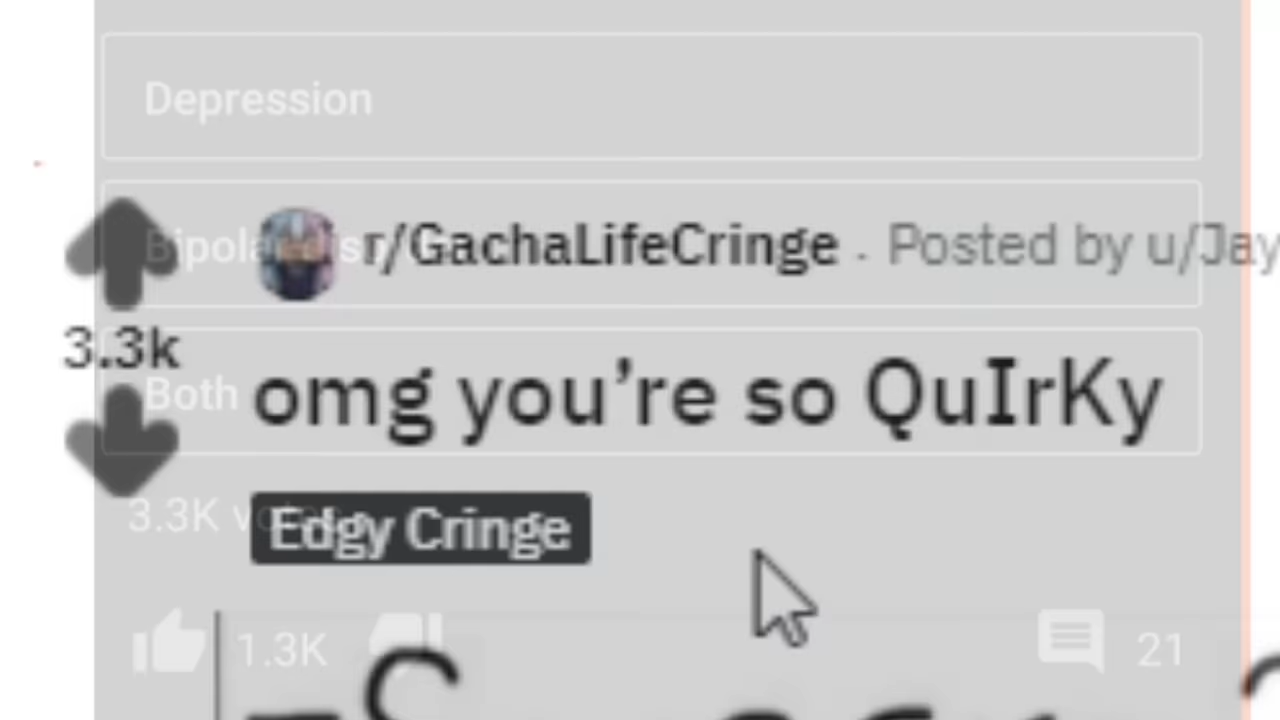 Depression
r/GachaLifeCringe · Posted by u/Jay
3.3k
Both
omg you're so QuIrKy
3.3K votes
Edgy Cringe
1.3K
21